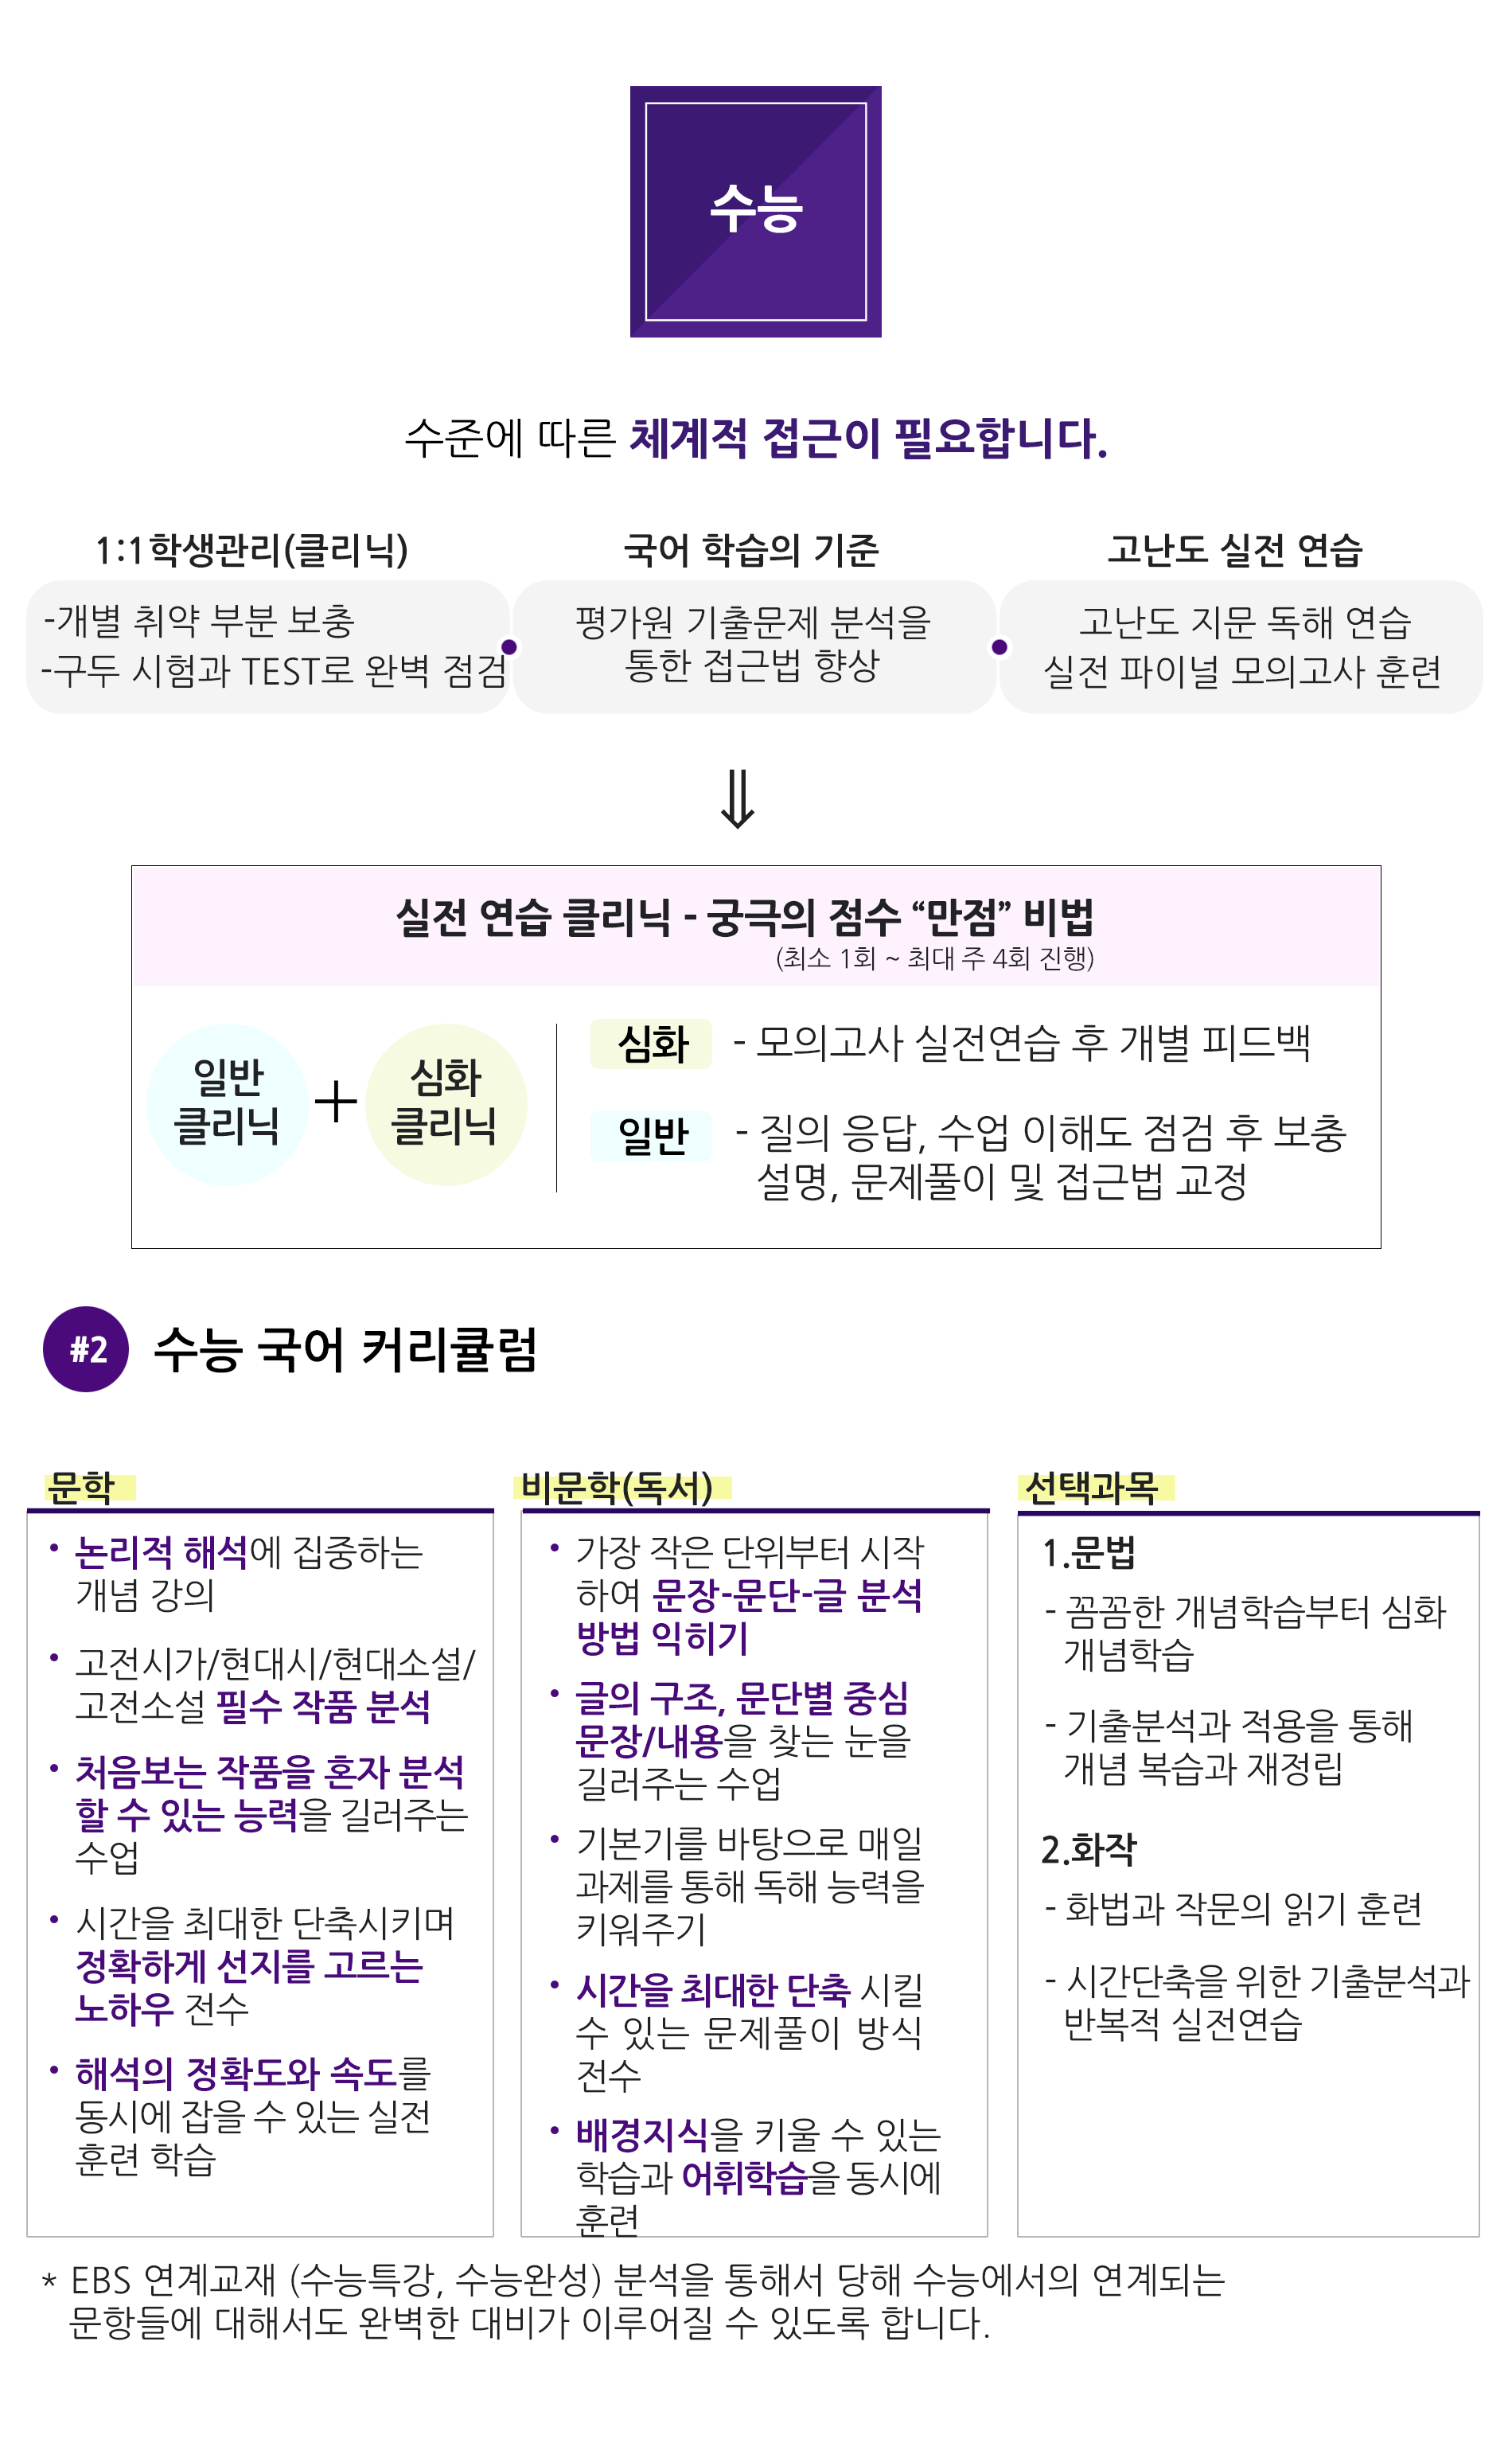 수능
수준에 따른 체계적 접근이 필요합니다.
1:1학생관리(클리닉)
-개별 취약 부분 보충
-구두 시험과 TEST로 완벽 점검
국어 학습의 기준
평가원 기출문제 분석을
통한 접근법 향상
고난도 실전 연습
고난도 지문 독해 연습
실전 파이널 모의고사 훈련
⇓
실전 연습 클리닉 - 궁극의 점수 “만점” 비법
(최소 1회 ~ 최대 주 4회 진행)
일반
클리닉
+
심화
클리닉
심화 - 모의고사 실전연습 후 개별 피드백
일반 - 질의 응답, 수업 이해도 점검 후 보충
설명, 문제풀이 및 접근법 교정
#2 수능 국어 커리큘럼
문학
• 논리적 해석에 집중하는
개념 강의
• 고전시가/현대시/현대소설/
고전소설 필수 작품 분석
• 처음보는 작품을 혼자 분석
할 수 있는 능력을 길러주는
수업
• 시간을 최대한 단축시키며
정확하게 선지를 고르는
노하우 전수
• 해석의 정확도와 속도를
동시에 잡을 수 있는 실전
훈련 학습
비문학(독서)
• 가장 작은 단위부터 시작
하여 문장-문단-글 분석
방법 익히기
• 글의 구조, 문단별 중심
문장/내용을 찾는 눈을
길러주는 수업
• 기본기를 바탕으로 매일
과제를 통해 독해 능력을
키워주기
• 시간을 최대한 단축 시킬
수 있는 문제풀이 방식
전수
• 배경지식을 키울 수 있는
학습과 어휘학습을 동시에
훈련
선택과목
1.문법
- 꼼꼼한 개념학습부터 심화
개념학습
- 기출분석과 적용을 통해
개념 복습과 재정립
2.화작
- 화법과 작문의 읽기 훈련
- 시간단축을 위한 기출분석과
반복적 실전연습
* EBS 연계교재 (수능특강, 수능완성) 분석을 통해서 당해 수능에서의 연계되는
문항들에 대해서도 완벽한 대비가 이루어질 수 있도록 합니다.